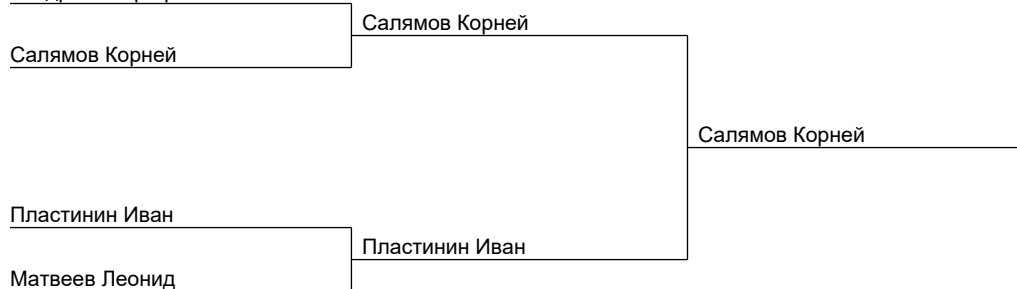 Салямов Корней
Салямов Корней
Салямов Корней
Пластинин Иван
Пластинин Иван
Матвеев Леонид